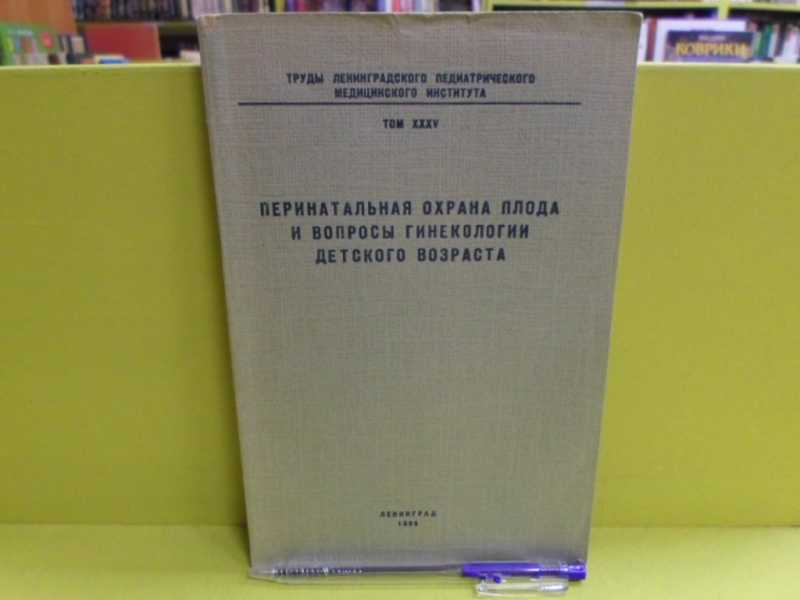 КОВРИКИ
ТРУДЫ ЛЕНИНГРАДСКОГО ПЕДИАТРИЧЕСКОГО
МЕДИЦИНСКОГО ИНСТИТУТА
ТОМ XXXV
ПЕРИНАТАЛЬНАЯ ОХРАНА ПЛОДА
И ВОПРОСЫ ГИНЕКОЛОГИИ
ДЕТСКОГО ВОЗРАСТА
ЛЕНИНГРАД